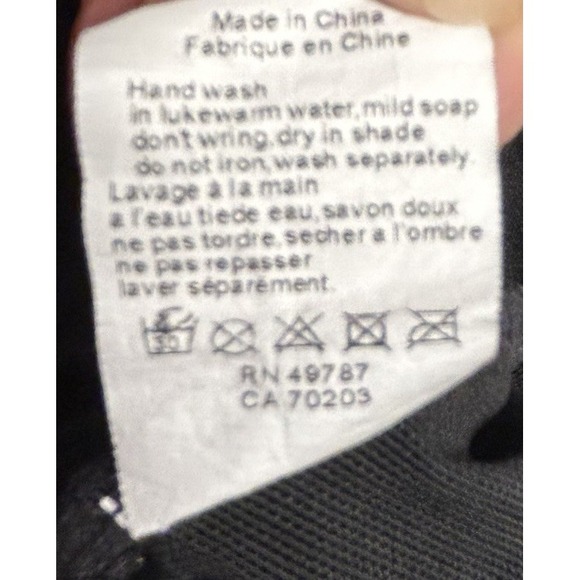 Made in China
Fabrique en Chine
Hand wash
in lukewarm water, mild soap
don't wring, dry in shade
do not iron, wash separately.
Lavage à la main
a l'eau tiede eau, savon doux
ne pas tordre, secher a l'ombre
ne pas repasser
laver séparément.
30
RN 49787
CA 70203